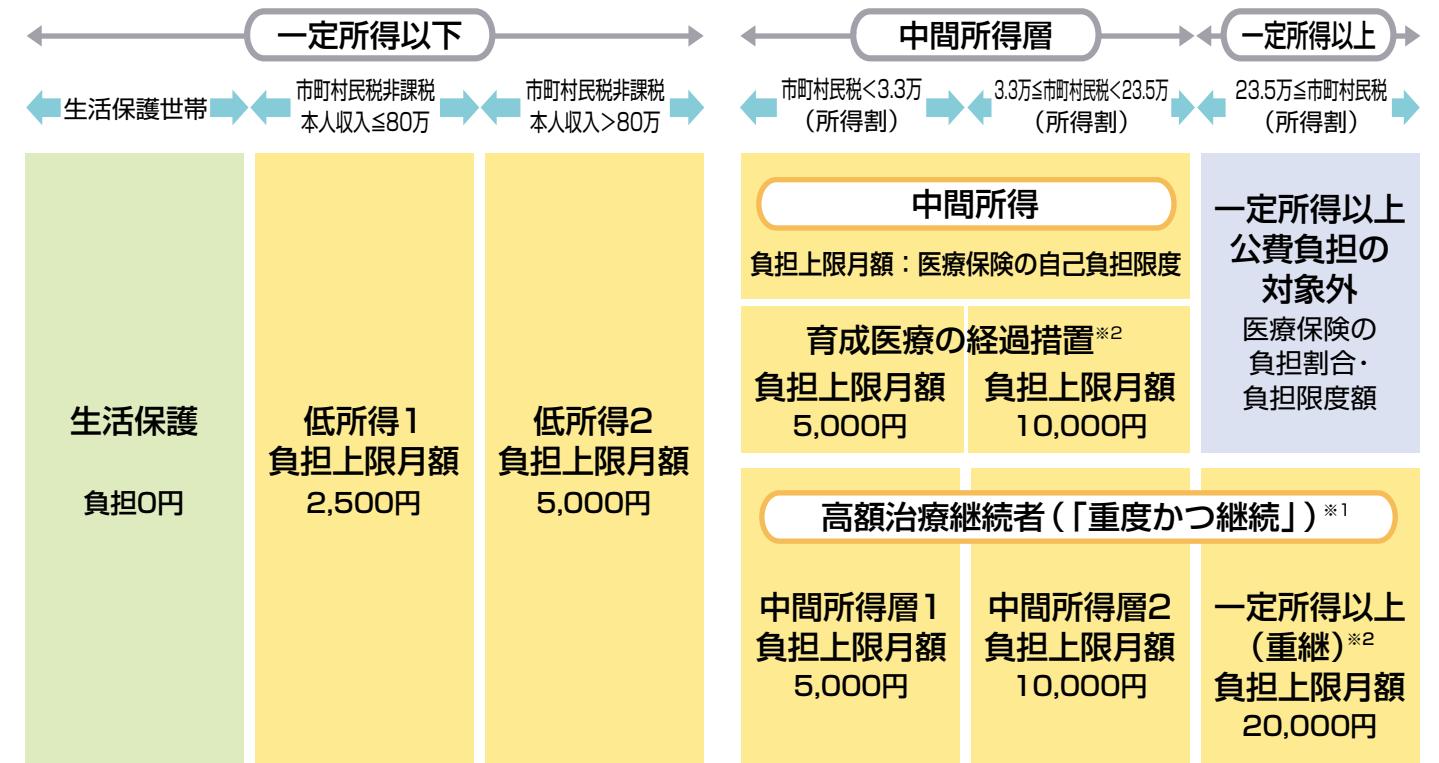 一定所得以下
中間所得層
一定所得以上
生活保護世帯
市町村民税非課税
本人収入≦80万
市町村民税非課税
本人収入>80万
市町村民税<3.3万
(所得割)
3.3万≦市町村民税<23.5万
(所得割)
23.5万≦市町村民税
(所得割)
生活保護
負担0円
低所得1
負担上限月額
2,500円
低所得2
負担上限月額
5,000円
中間所得
負担上限月額:医療保険の自己負担限度
育成医療の経過措置※2
負担上限月額
5,000円
負担上限月額
10,000円
一定所得以上
公費負担の
対象外
医療保険の
負担割合・
負担限度額
高額治療継続者(「重度かつ継続」)※1
中間所得層1
負担上限月額
5,000円
中間所得層2
負担上限月額
10,000円
一定所得以上
(重継)※2
負担上限月額
20,000円